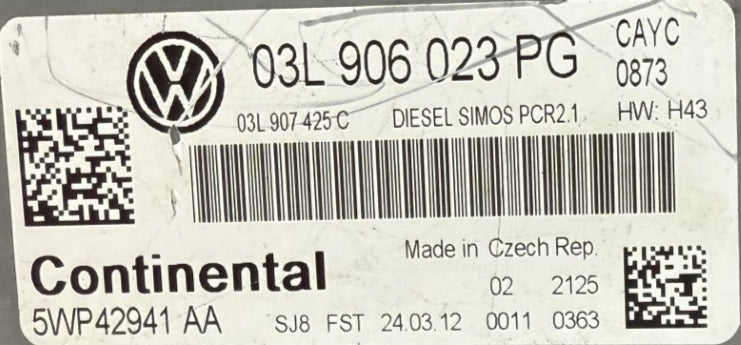 03L 906 023 PG CAYC
0873
03L 907 425 C DIESEL SIMOS PCR2.1 HW: H43
Made in Czech Rep.
Continental 02 2125
5WP42941 AA SJ8 FST 24.03.12 0011 0363